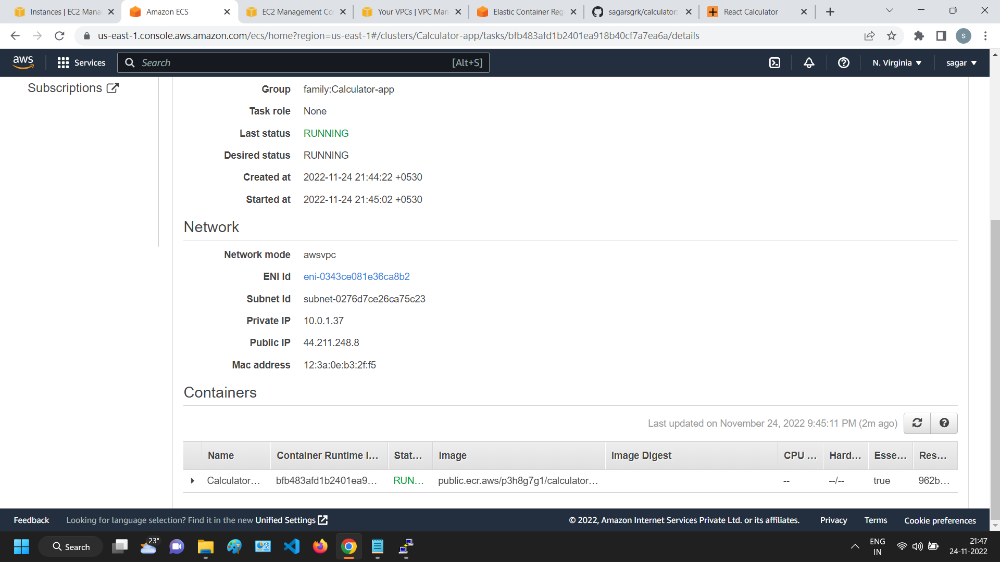 Instances | EC2 Mana
Amazon ECS
EC2 Management Co
Your VPCs | VPC Man
Elastic Container Reg
sagarsgrk/calculator:
React Calculator
us-east-1.console.aws.amazon.com/ecs/home?region=us-east-1#/clusters/Calculator-app/tasks/bfb483afd1b2401ea918b40cf7a7ea6a/details
S
aws
Services
Search
[Alt+S]
N. Virginia
sagar
Subscriptions
Group family:Calculator-app
Task role None
Last status RUNNING
Desired status RUNNING
Created at 2022-11-24 21:44:22 +0530
Started at 2022-11-24 21:45:02 +0530
Network
Network mode awsvpc
ENI Id eni-0343ce081e36ca8b2
Subnet Id subnet-0276d7ce26ca75c23
Private IP 10.0.1.37
Public IP 44.211.248.8
Mac address 12:3a:0e:b3:2f:f5
Containers
Last updated on November 24, 2022 9:45:11 PM (2m ago)
Name Container Runtime I... Stat... Image Image Digest CPU ... Hard... Esse... Res...
Calculator... bfb483afd1b2401ea9... RUN... public.ecr.aws/p3h8g7g1/calculator... -- --/-- true 962b...
Feedback Looking for language selection? Find it in the new Unified Settings © 2022, Amazon Internet Services Private Ltd. or its affiliates. Privacy Terms Cookie preferences
Search
23°
ENG
IN
21:47
24-11-2022